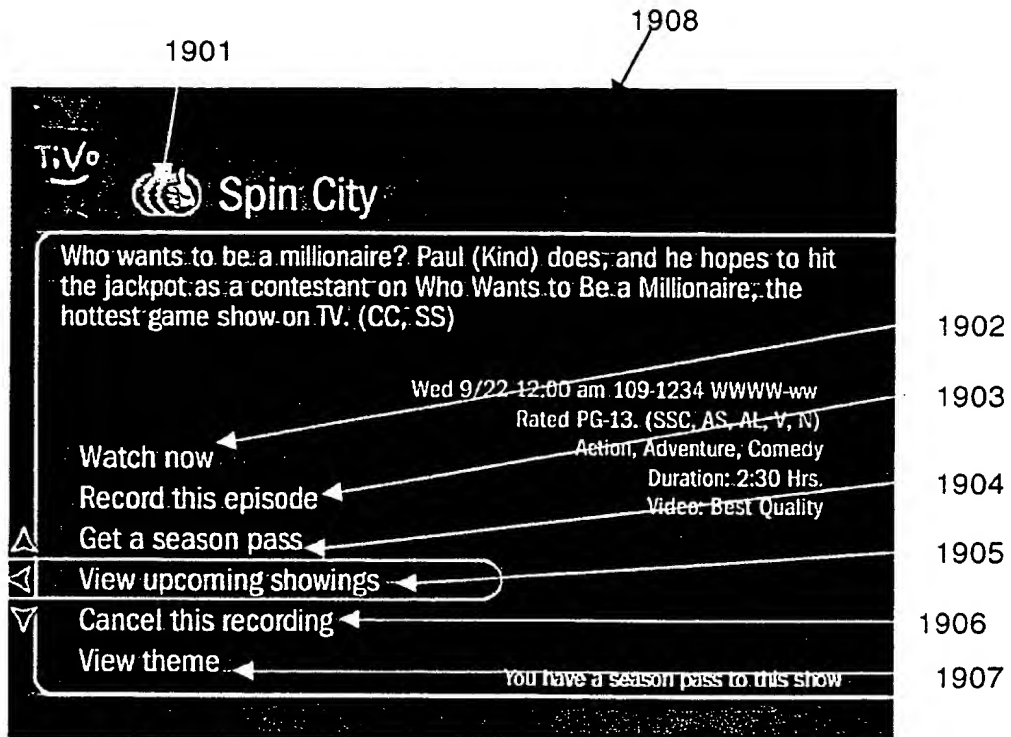 1908
1901
TiVo
Spin City
Who wants to be a millionaire? Paul (Kind) does, and he hopes to hit
the jackpot as a contestant on Who Wants to Be a Millionaire, the
hottest game show on TV. (CC, SS)
1902
Wed 9/22 12:00 am 109-1234 WWWW-ww
1903
Rated PG-13. (SSC, AS, AL, V, N)
Action, Adventure, Comedy
Watch now
Duration: 2:30 Hrs.
1904
Record this episode
Video: Best Quality
Get a season pass
1905
View upcoming showings
Cancel this recording
1906
View theme
You have a season pass to this show
1907